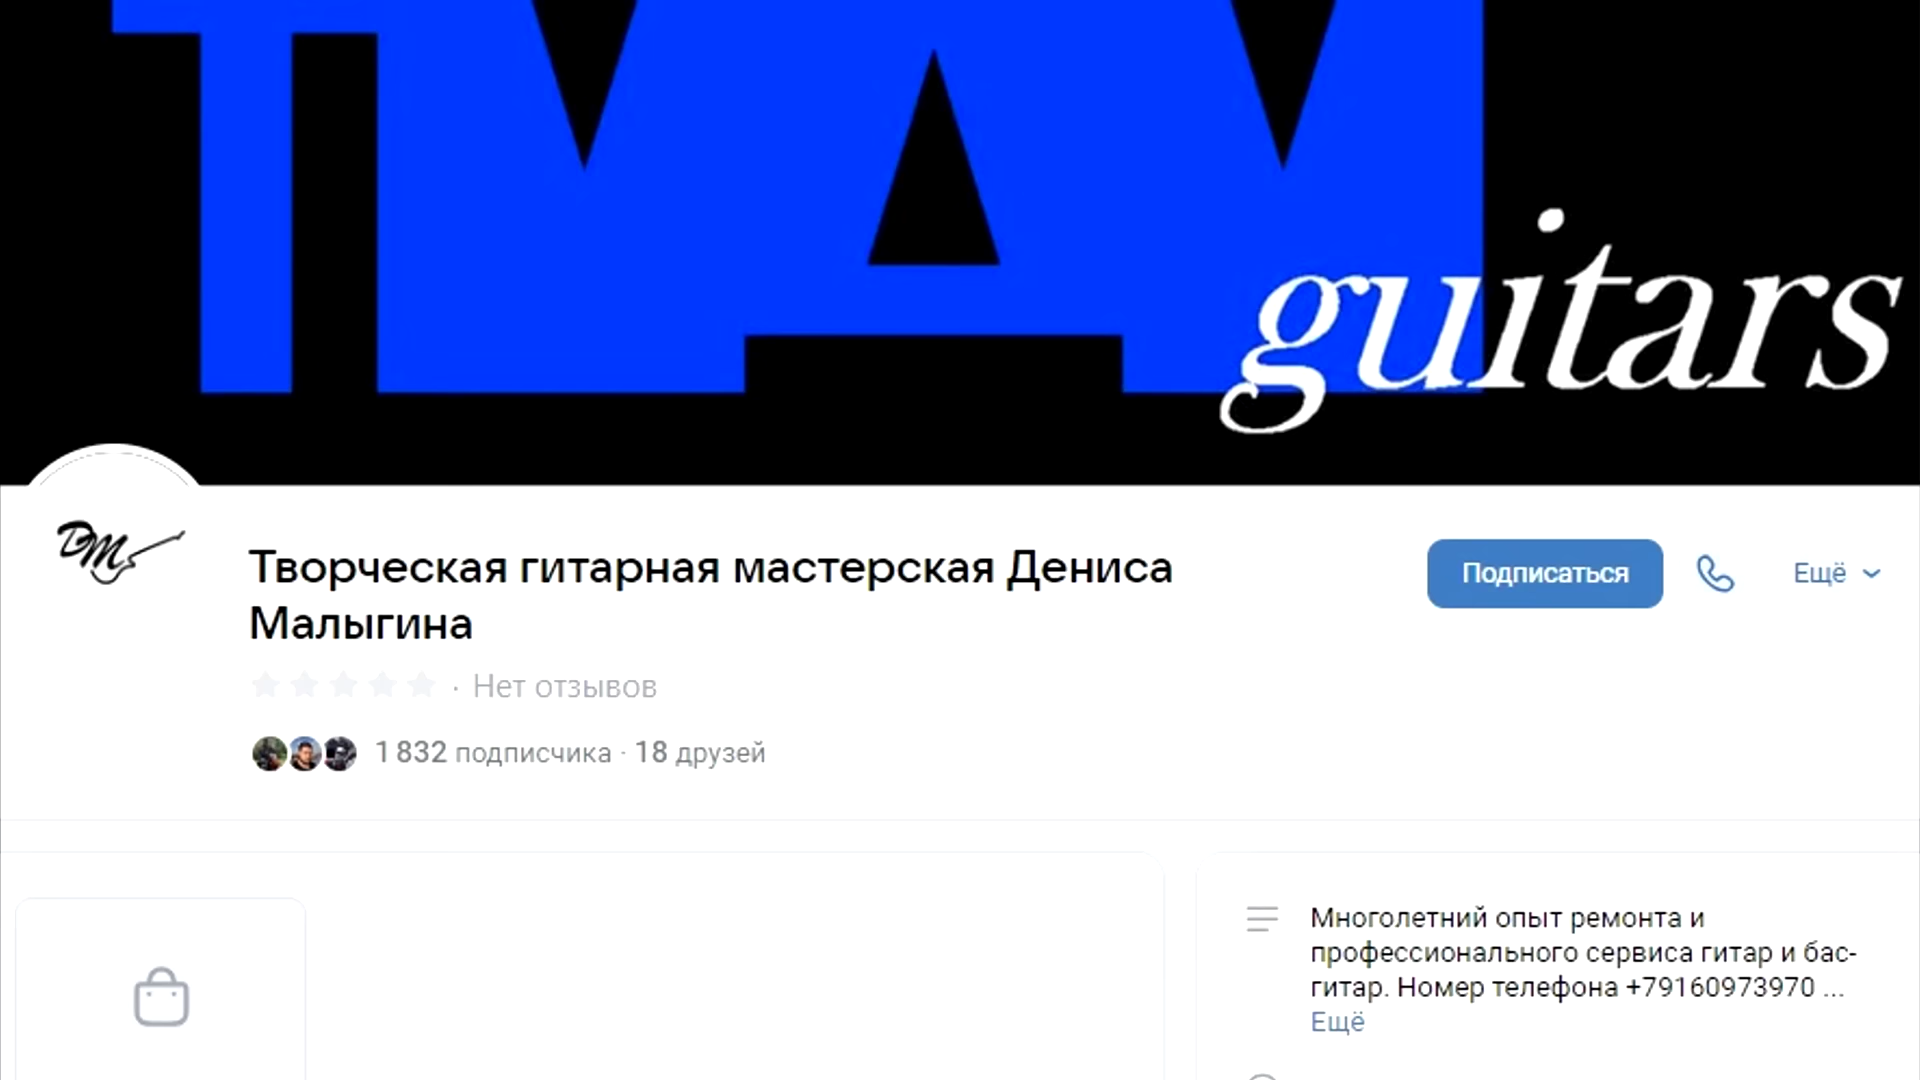 guitars
DM
Творческая гитарная мастерская Дениса
Малыгина
Подписаться
Ещё
· Нет отзывов
1 832 подписчика · 18 друзей
Многолетний опыт ремонта и
профессионального сервиса гитар и бас-
гитар. Номер телефона +79160973970 ...
Ещё